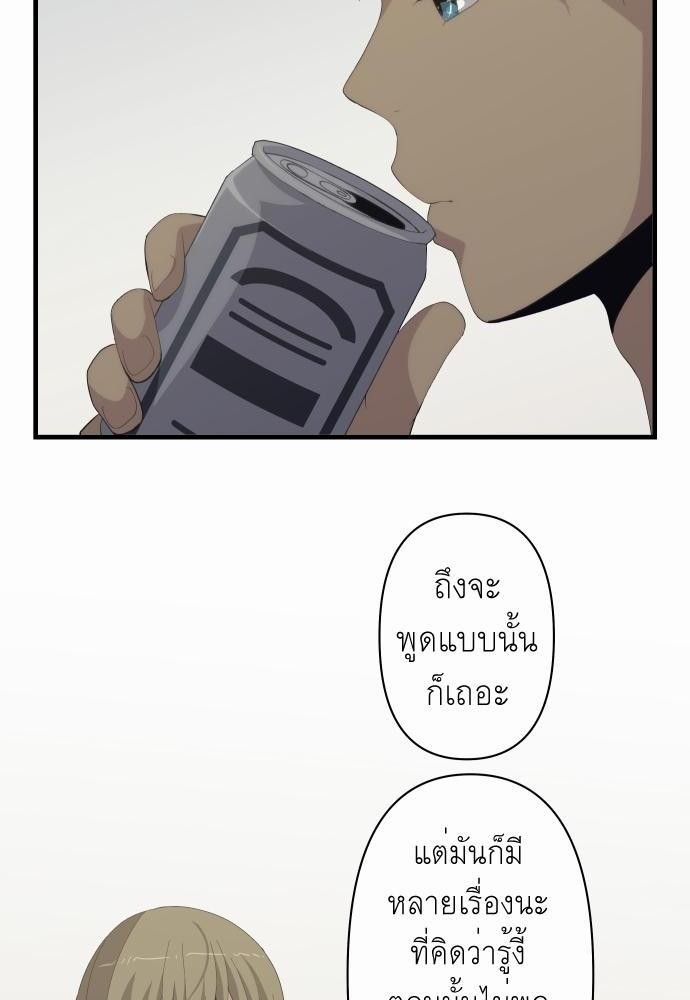 ถึงจะ
พูดแบบนั้น
ก็เถอะ
แต่มันก็มี
หลายเรื่องนะ
ที่คิดว่ารู้งี้